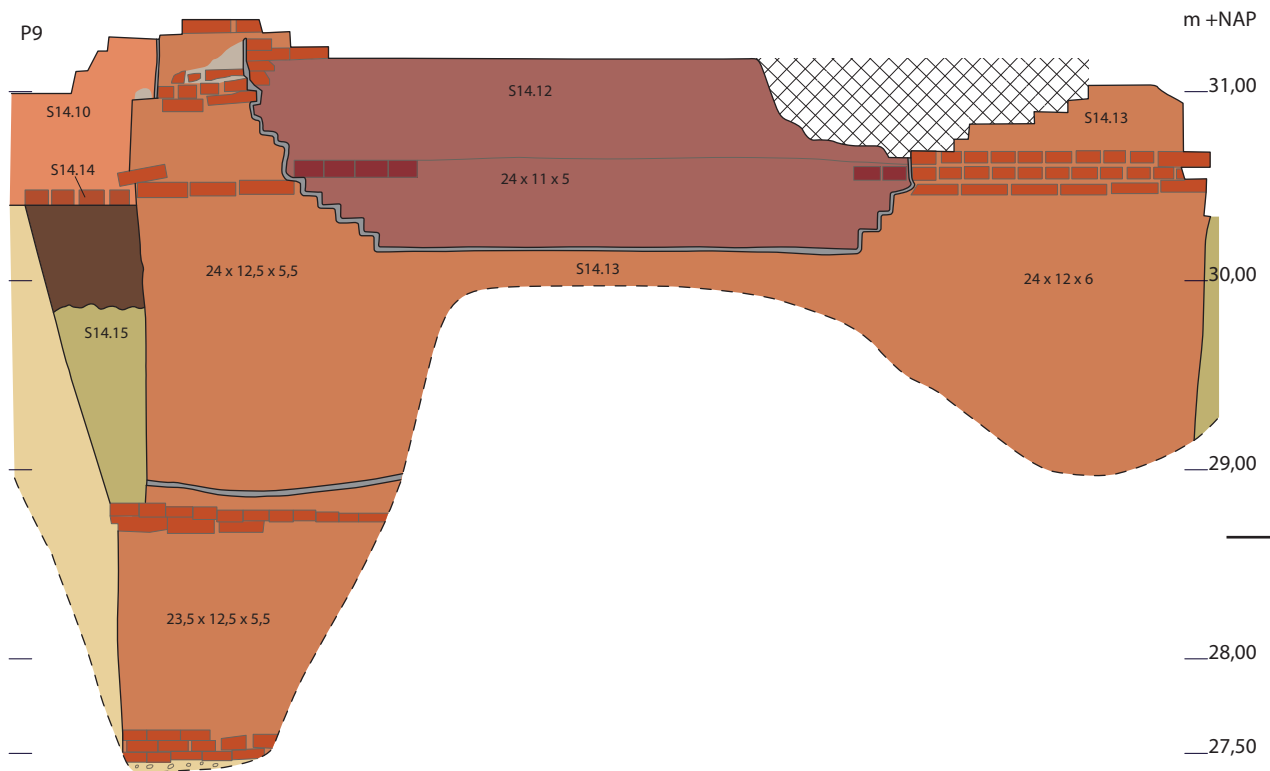 P9
m +NAP
31,00
S14.10
S14.12
S14.13
S14.14
24 x 11 x 5
24 x 12,5 x 5,5
S14.13
24 x 12 x 6
30,00
S14.15
29,00
23,5 x 12,5 x 5,5
28,00
27,50